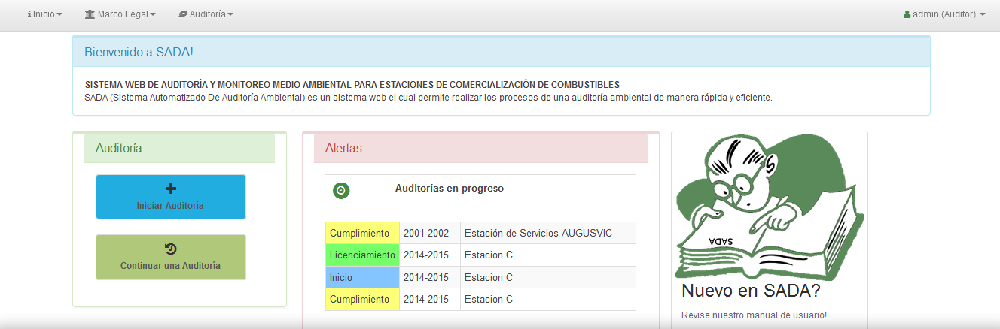 Inicio
Marco Legal
Auditoría
admin (Auditor)
Bienvenido a SADA!
SISTEMA WEB DE AUDITORÍA Y MONITOREO MEDIO AMBIENTAL PARA ESTACIONES DE COMERCIALIZACIÓN DE COMBUSTIBLES
SADA (Sistema Automatizado De Auditoría Ambiental) es un sistema web el cual permite realizar los procesos de una auditoría ambiental de manera rápida y eficiente.
Auditoría
Iniciar Auditoria
Continuar una Auditoria
Alertas
Auditorías en progreso
Cumplimiento 2001-2002 Estación de Servicios AUGUSVIC
Licenciamiento 2014-2015 Estacion C
Inicio 2014-2015 Estacion C
Cumplimiento 2014-2015 Estacion C
SADA
Nuevo en SADA?
Revise nuestro manual de usuario!